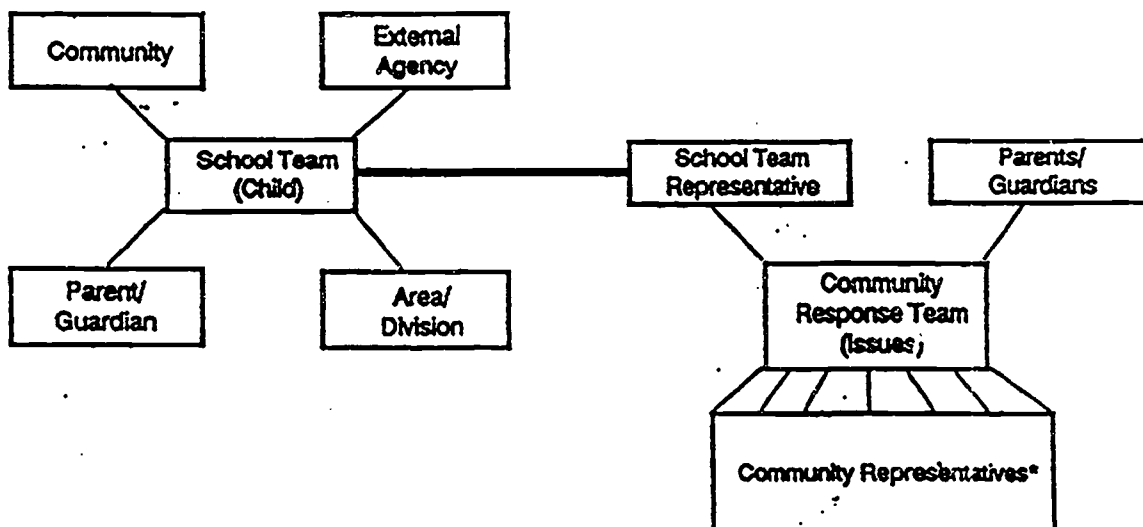 Community
External
Agency
School Team
(Child)
School Team
Representative
Parents/
Guardians
Parent/
Guardian
Area/
Division
Community
Response Team
(Issues)
Community Representatives*